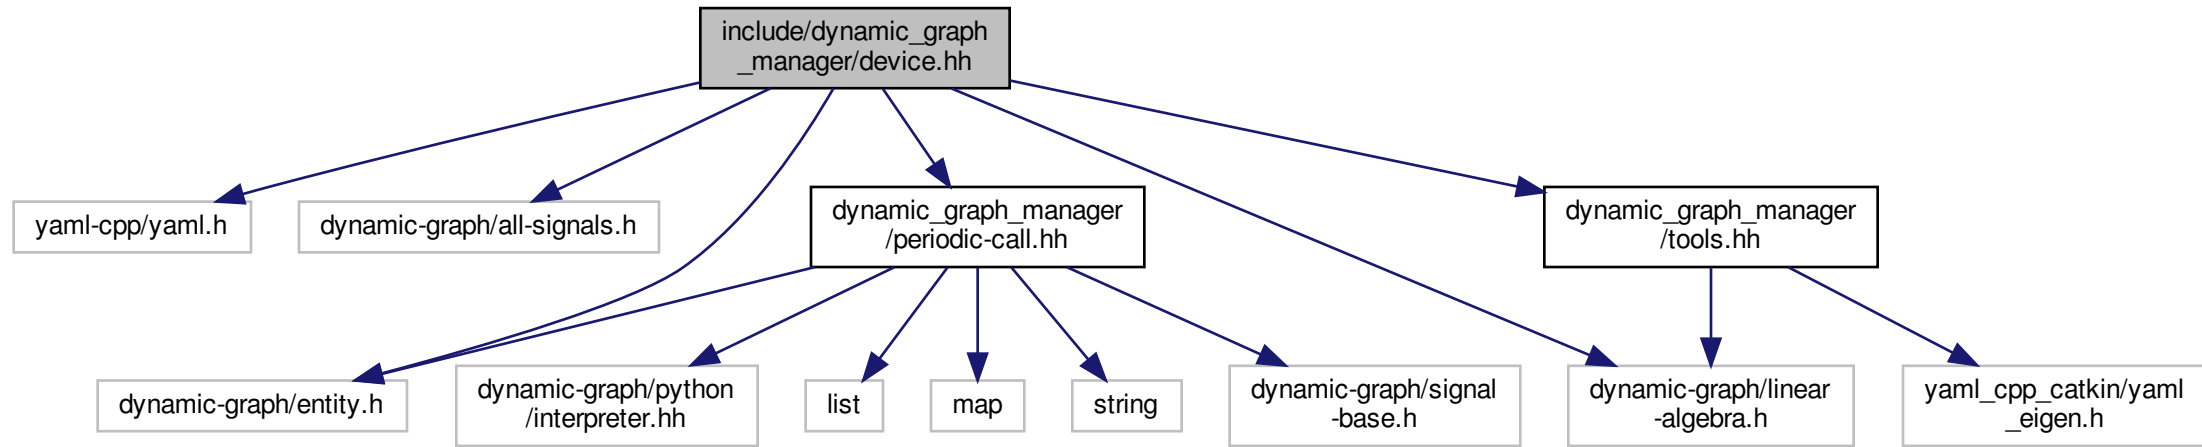 include/dynamic_graph
_manager/device.hh
yaml-cpp/yaml.h
dynamic-graph/all-signals.h
dynamic_graph_manager
/periodic-call.hh
dynamic_graph_manager
/tools.hh
dynamic-graph/entity.h
dynamic-graph/python
/interpreter.hh
list
map
string
dynamic-graph/signal
-base.h
dynamic-graph/linear
-algebra.h
yaml_cpp_catkin/yaml
_eigen.h